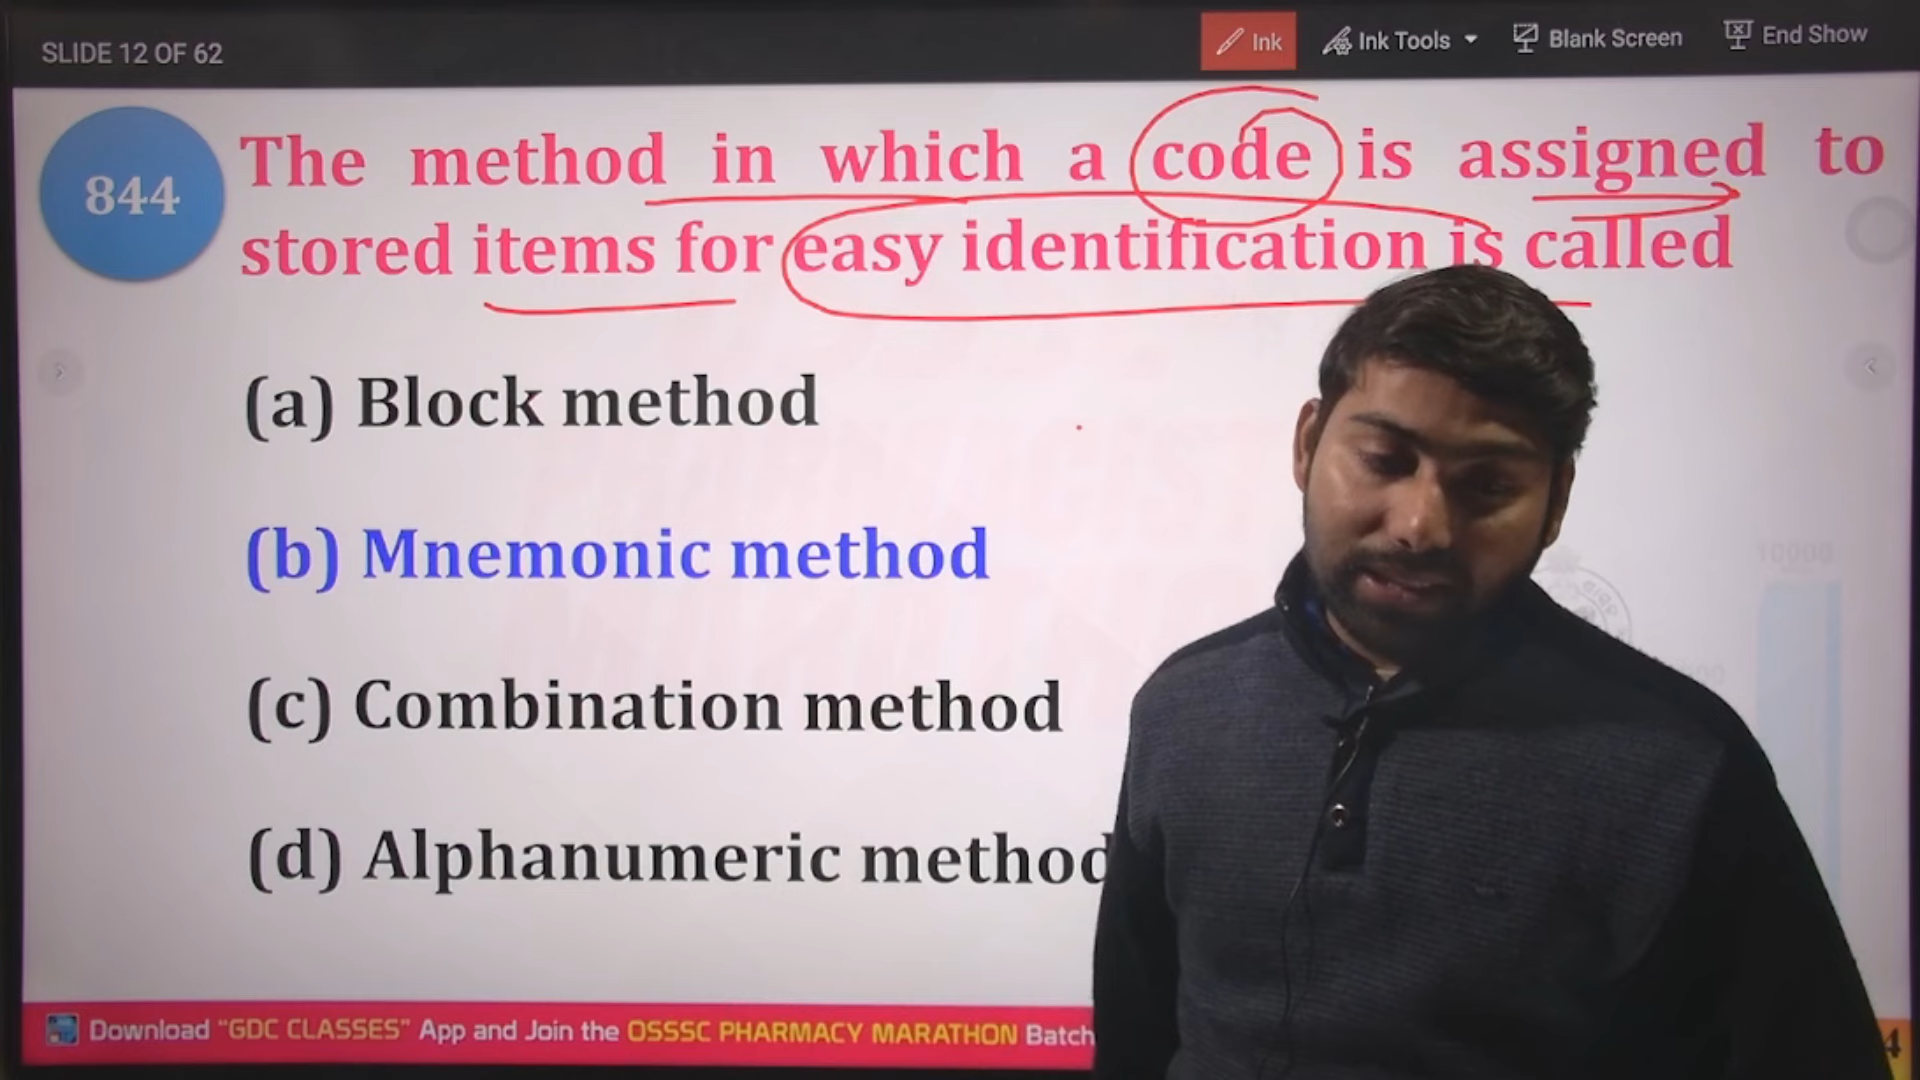 SLIDE 12 OF 62
Ink
Ink Tools
Blank Screen
End Show
844
The method in which a code is assigned to
stored items for easy identification is called
(a) Block method
(b) Mnemonic method
(c) Combination method
(d) Alphanumeric method
10000
Download "GDC CLASSES" App and Join the OSSSC PHARMACY MARATHON Batch
4